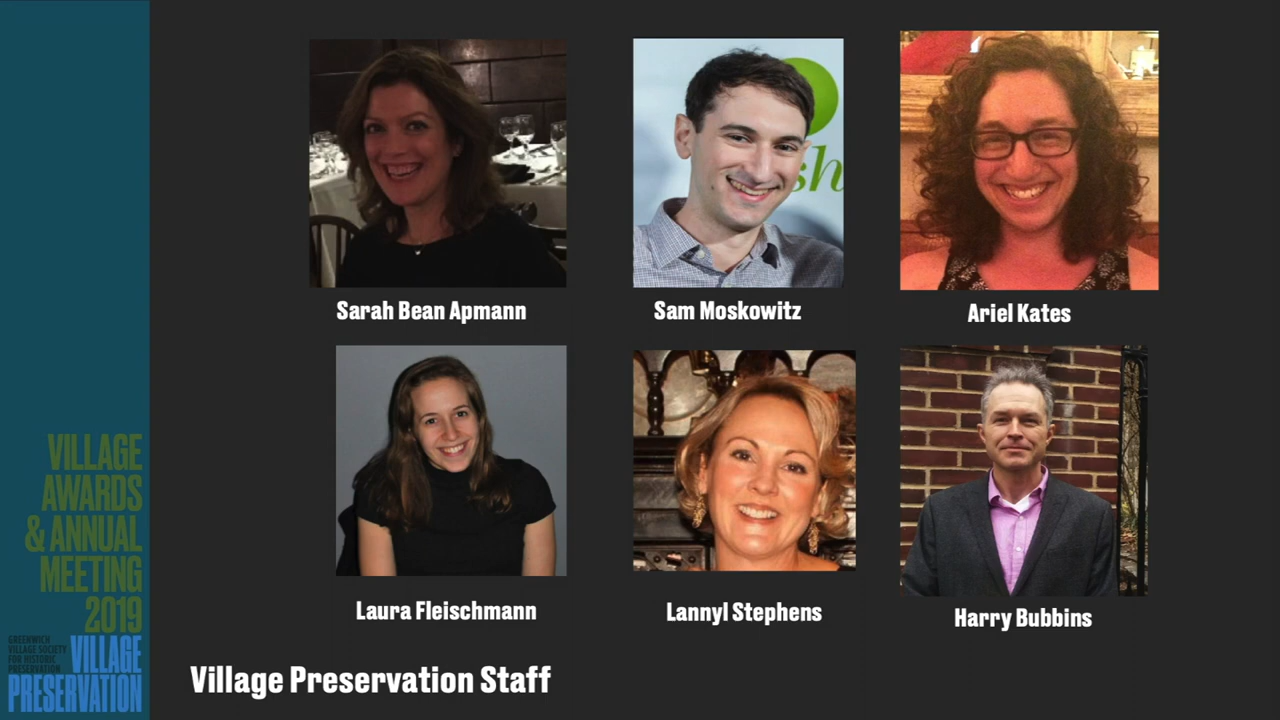 Sarah Bean Apmann
Sam Moskowitz
Ariel Kates
Laura Fleischmann
Lannyl Stephens
Harry Bubbins
Village Preservation Staff
VILLAGE
AWARDS
& ANNUAL
MEETING
2019
GREENWICH
VILLAGE SOCIETY
FOR HISTORIC
PRESERVATION
VILLAGE
PRESERVATION
sh